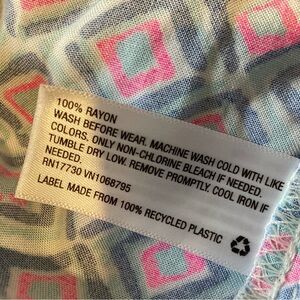 100% RAYON
WASH BEFORE WEAR. MACHINE WASH COLD WITH LIKE
COLORS. ONLY NON-CHLORINE BLEACH IF NEEDED.
TUMBLE DRY LOW. REMOVE PROMPTLY. COOL IRON IF
NEEDED.
RN17730 VN1068795
LABEL MADE FROM 100% RECYCLED PLASTIC